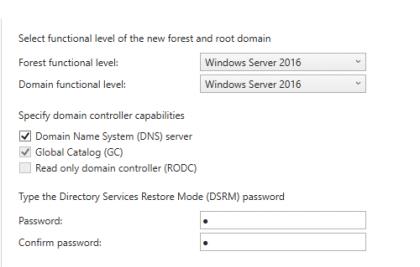 Select functional level of the new forest and root domain
Forest functional level: Windows Server 2016
Domain functional level: Windows Server 2016
Specify domain controller capabilities
Domain Name System (DNS) server
Global Catalog (GC)
Read only domain controller (RODC)
Type the Directory Services Restore Mode (DSRM) password
Password: •
Confirm password: •